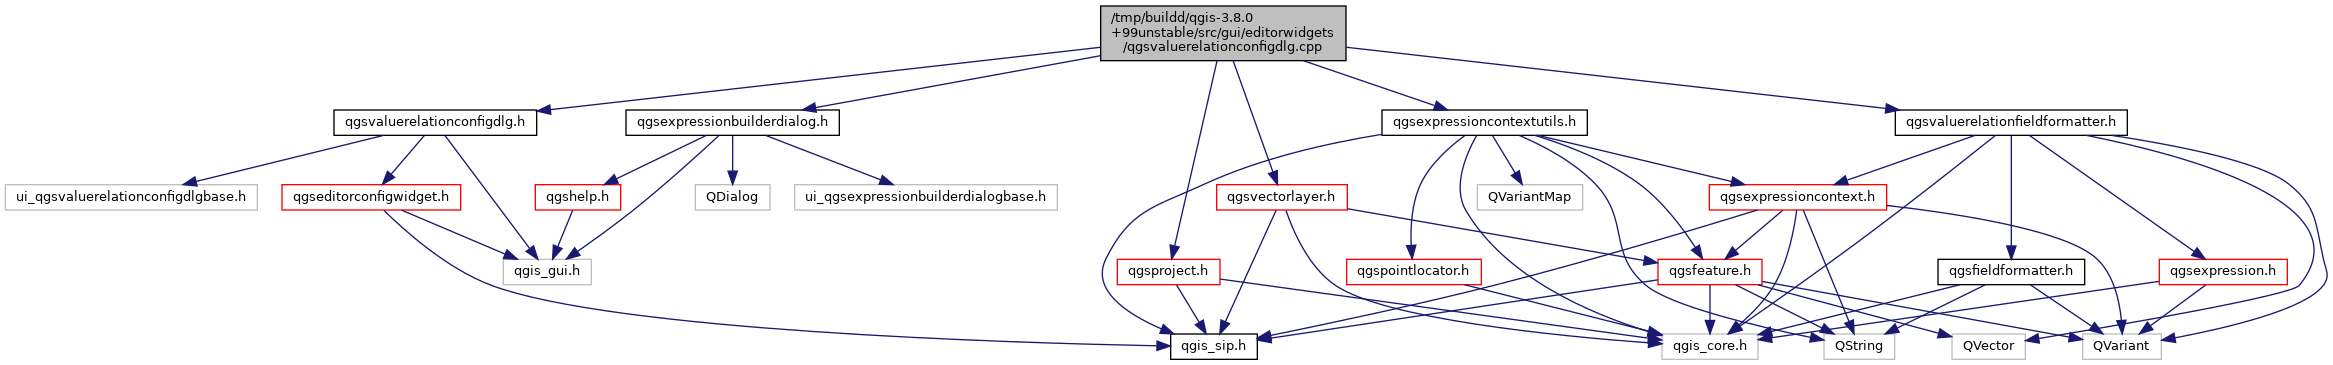 /tmp/buildd/qgis-3.8.0
+99unstable/src/gui/editorwidgets
/qgsvaluerelationconfigdlg.cpp
qgsvaluerelationconfigdlg.h
qgsexpressionbuilderdialog.h
qgsexpressioncontextutils.h
qgsvaluerelationfieldformatter.h
ui_qgsvaluerelationconfigdlgbase.h
qgseditorconfigwidget.h
qgshelp.h
QDialog
ui_qgsexpressionbuilderdialogbase.h
qgsvectorlayer.h
QVariantMap
qgsexpressioncontext.h
qgis_gui.h
qgsproject.h
qgspointlocator.h
qgsfeature.h
qgsfieldformatter.h
qgsexpression.h
qgis_sip.h
qgis_core.h
QString
QVector
QVariant